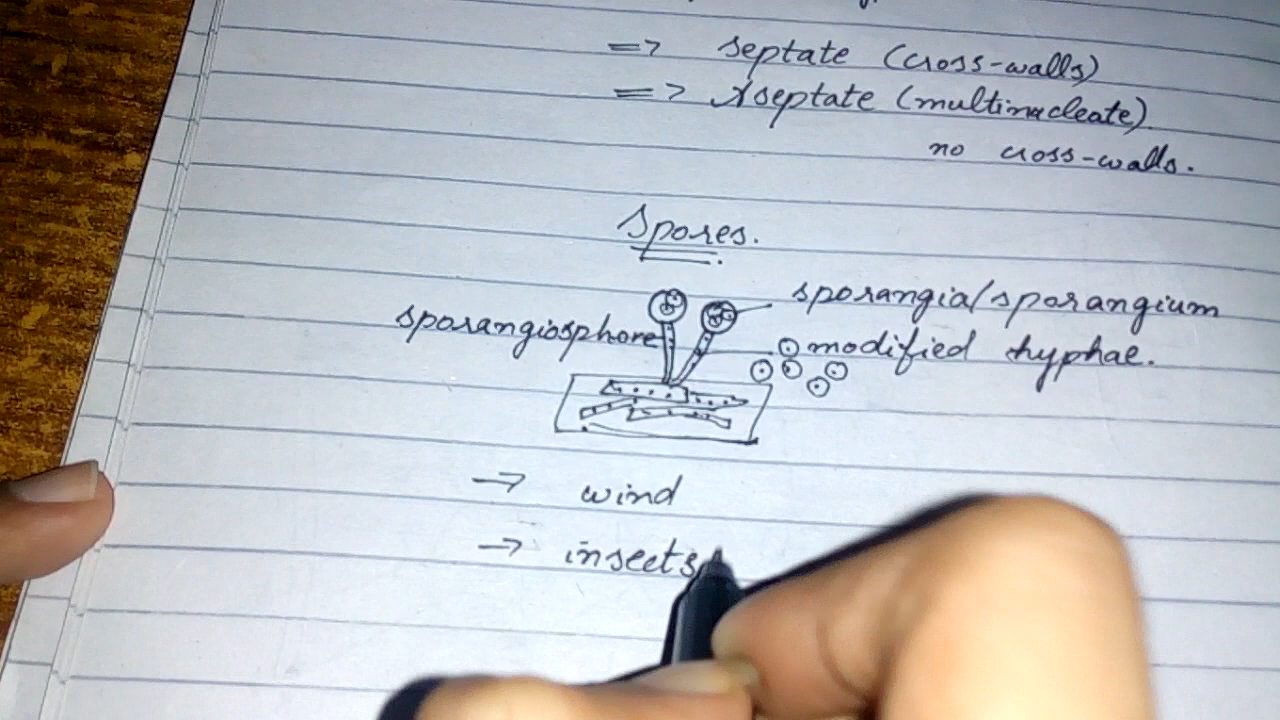 => septate (cross-walls)
=> Aseptate (multinucleate)
no cross-walls.
Spores.
sporangia/sporangium
sporangiosphore
modified hyphae.
→ wind
→ insects